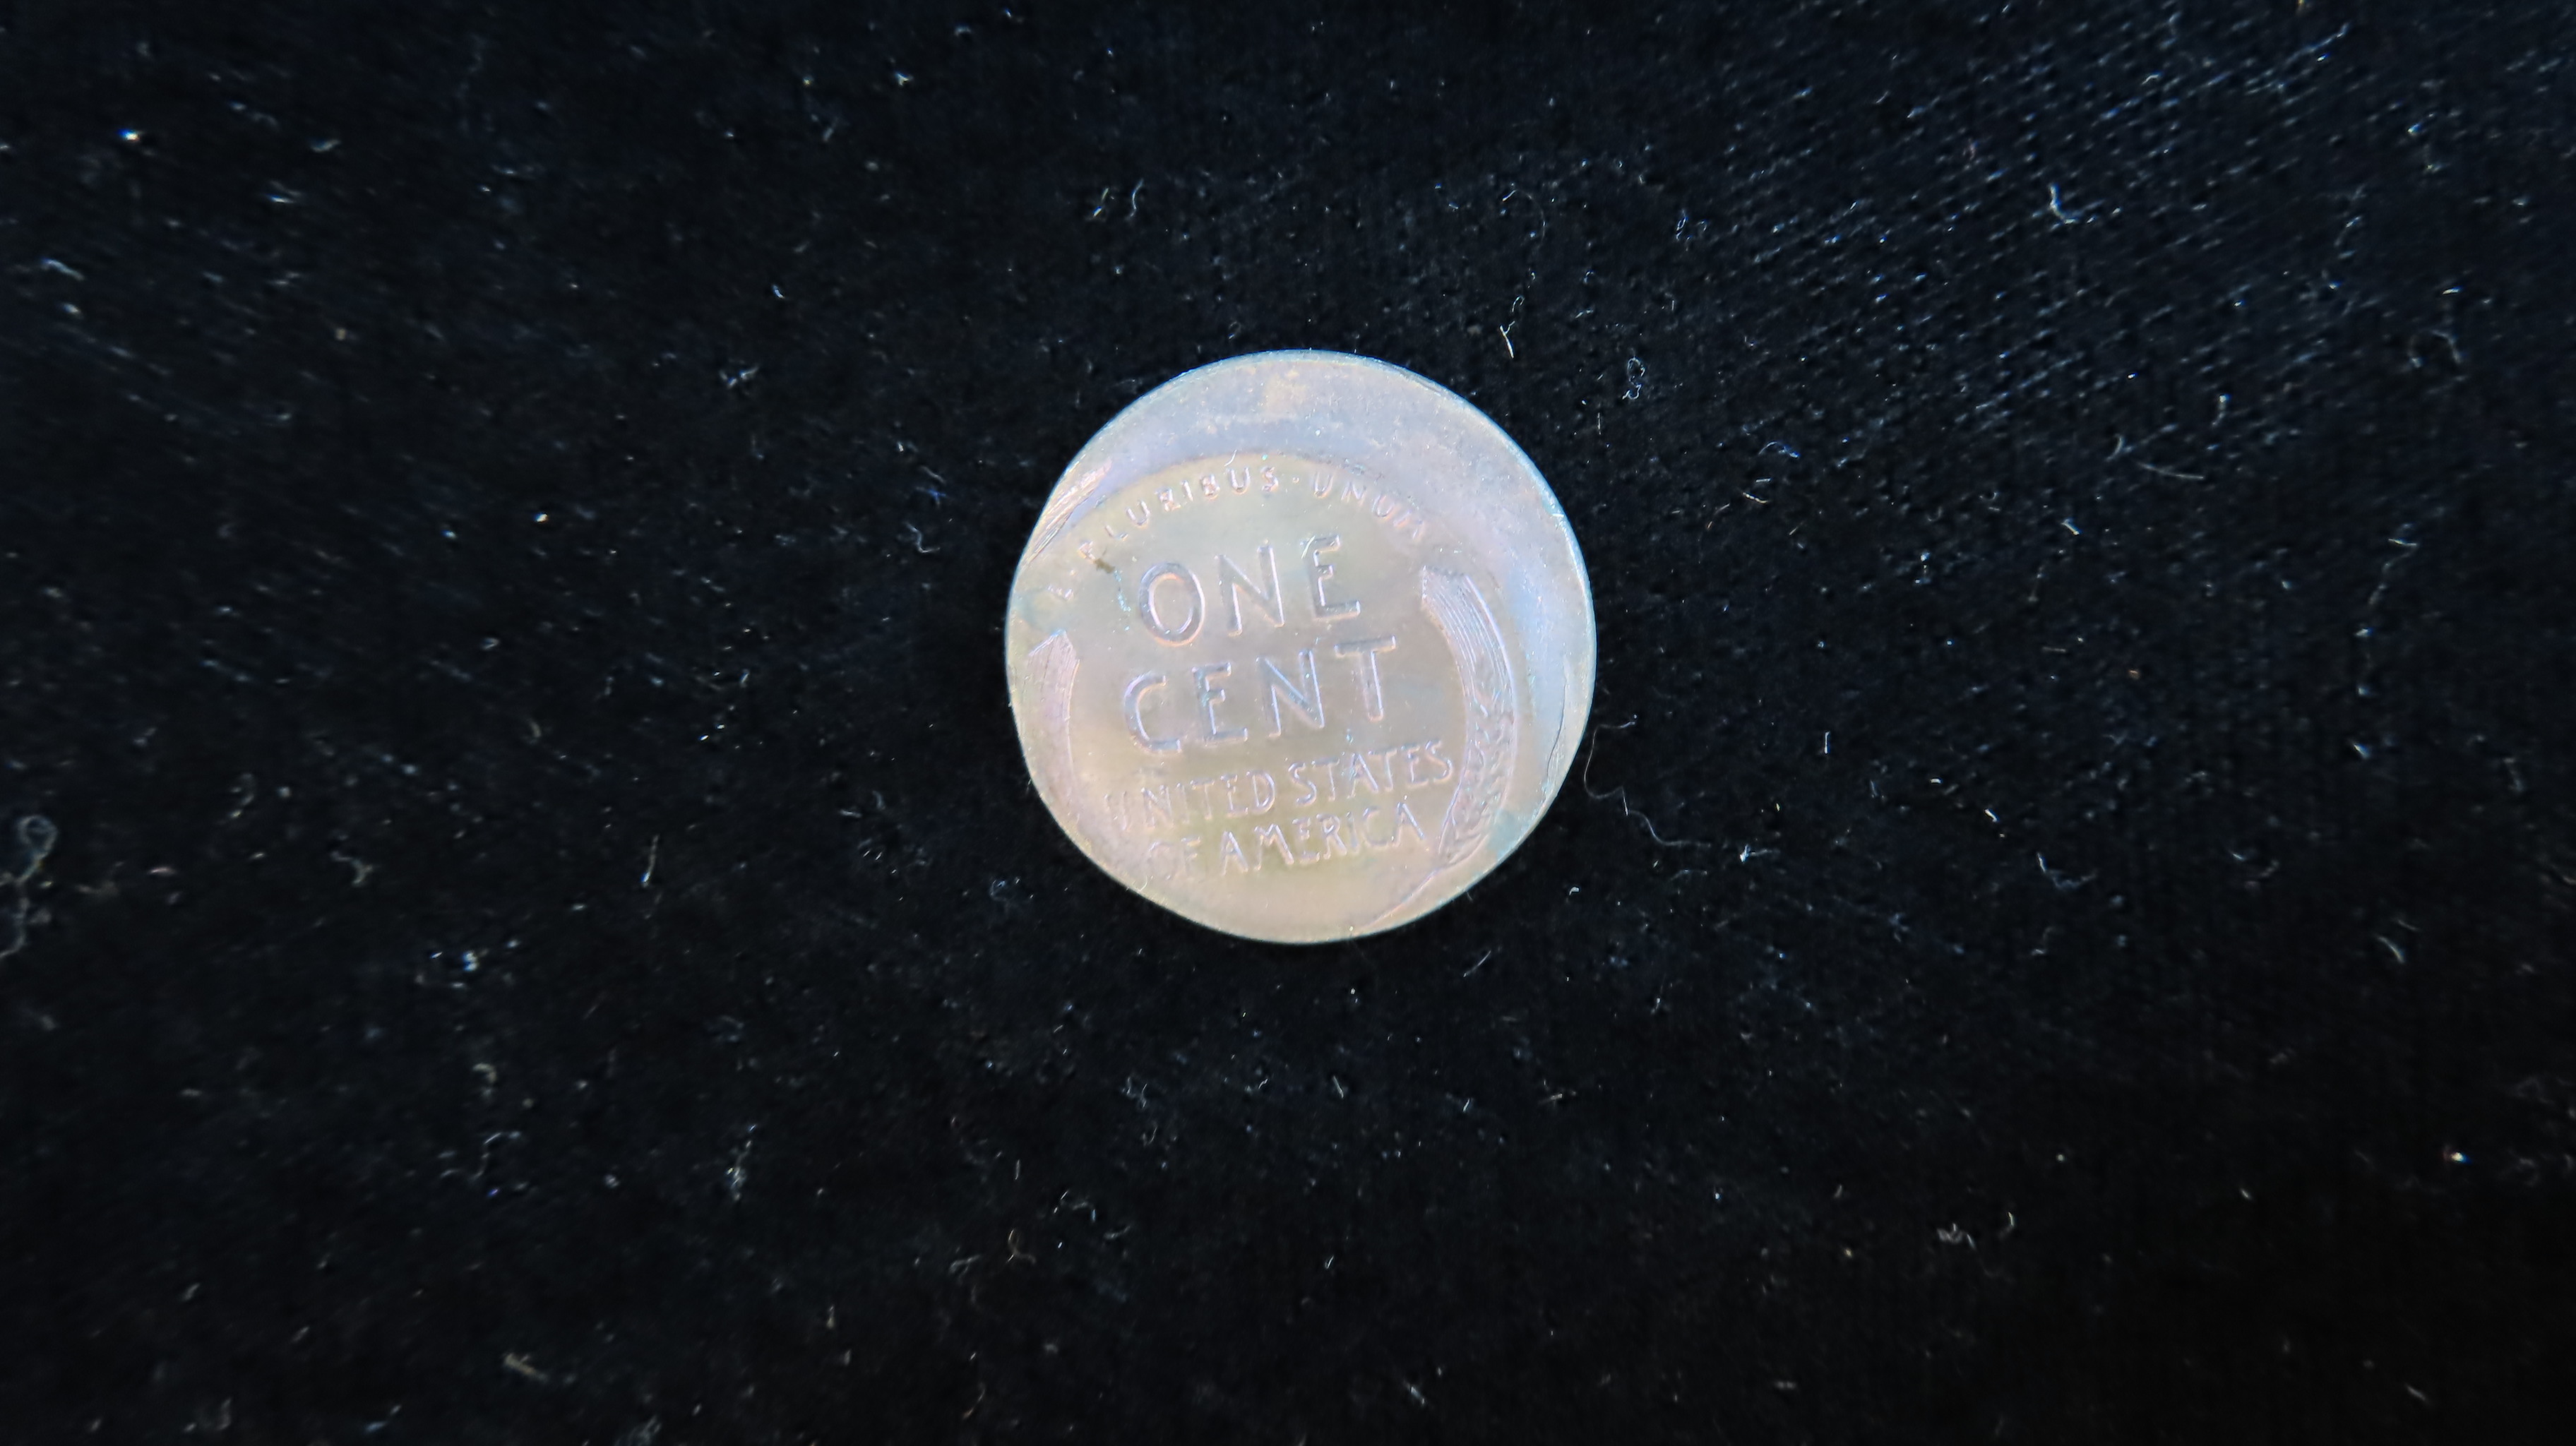 E PLURIBUS · UNUM
ONE
CENT
UNITED STATES
OF AMERICA